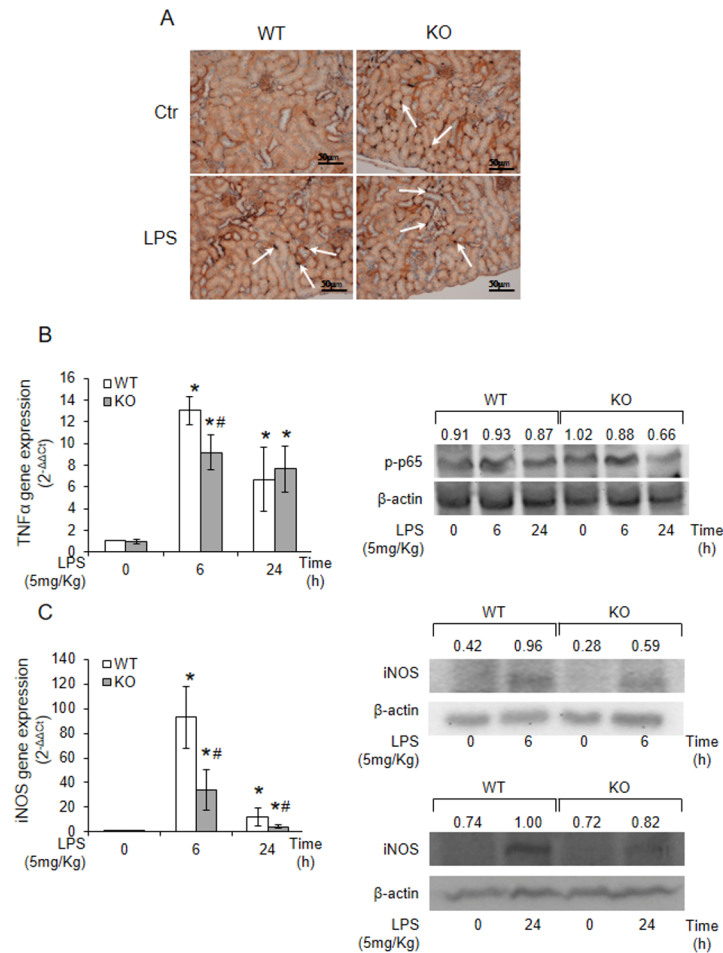 A
WT KO
Ctr
50µm 50µm
LPS
50µm 50µm
B
TNFα gene expression
(2-ΔΔCt)
16
14
12
10
8
6
4
2
0
WT
KO
* *# * *
LPS
(5mg/Kg)
0 6 24
Time
(h)
WT KO
0.91 0.93 0.87 1.02 0.88 0.66
p-p65
β-actin
LPS
(5mg/Kg)
0 6 24 0 6 24
Time
(h)
C
iNOS gene expression
(2-ΔΔCt)
140
120
100
80
60
40
20
0
WT
KO
* *# * *#
LPS
(5mg/Kg)
0 6 24
Time
(h)
WT KO
0.42 0.96 0.28 0.59
iNOS
β-actin
LPS
(5mg/Kg)
0 6 0 6
Time
(h)
WT KO
0.74 1.00 0.72 0.82
iNOS
β-actin
LPS
(5mg/Kg)
0 24 0 24
Time
(h)